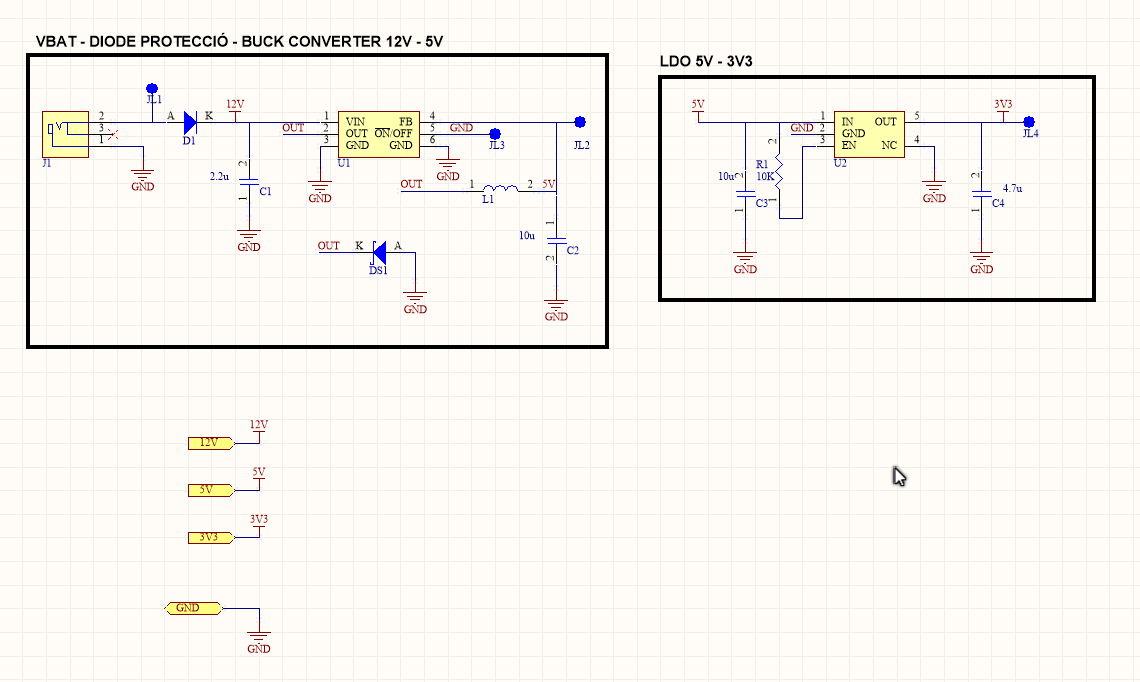 VBAT - DIODE PROTECCIÓ - BUCK CONVERTER 12V - 5V
JL1
2
3
1
J1
GND
A
K
D1
12V
2.2u
2
1
C1
GND
OUT
1
2
3
VIN
OUT
GND
FB
ON/OFF
GND
4
5
6
U1
GND
GND
GND
JL3
JL2
OUT
1
2
L1
5V
10u
1
2
C2
GND
OUT
K
A
DS1
GND
LDO 5V - 3V3
5V
10u
2
1
C3
GND
R1
10K
2
1
GND
1
2
3
IN
GND
EN
OUT
NC
5
4
U2
GND
3V3
JL4
2
1
4.7u
C4
GND
12V
12V
5V
5V
3V3
3V3
GND
GND